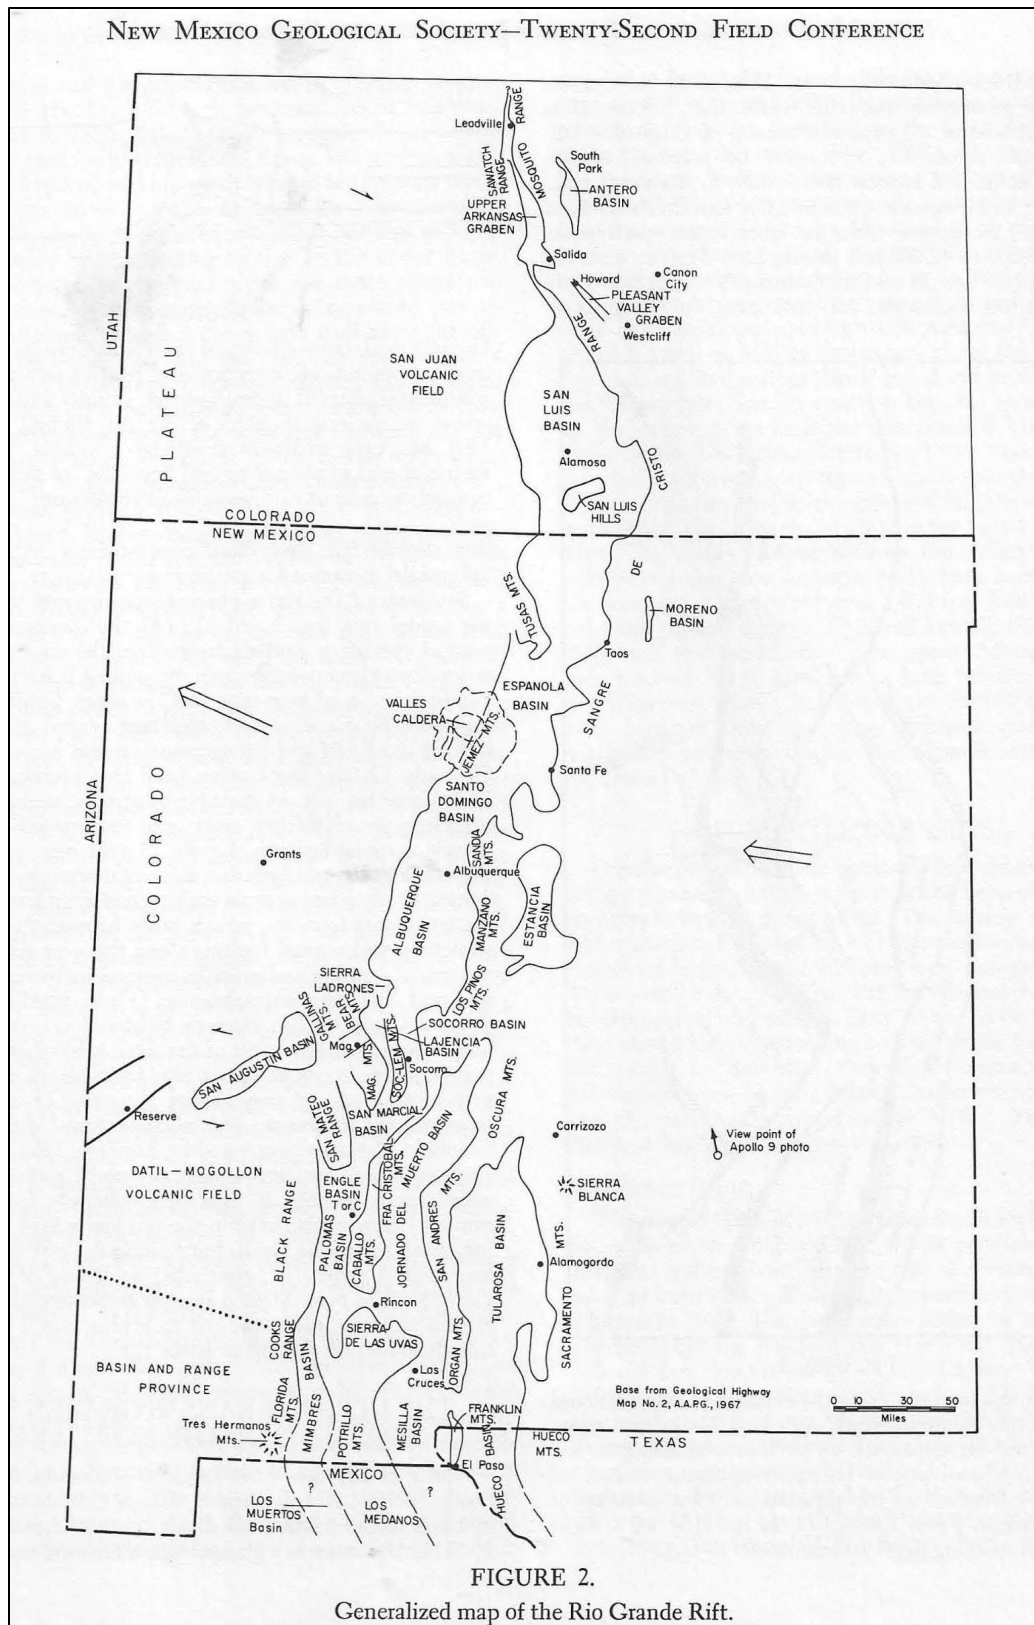 NEW MEXICO GEOLOGICAL SOCIETY—TWENTY-SECOND FIELD CONFERENCE
Leadville
RANGE
SAWATCH
RANGE
MOSQUITO
South
Park
ANTERO
BASIN
UPPER
ARKANSAS
GRABEN
Salida
Howard
Canon
City
PLEASANT
VALLEY
GRABEN
Westcliff
RANGE
UTAH
PLATEAU
SAN JUAN
VOLCANIC
FIELD
SAN
LUIS
BASIN
Alamosa
CRISTO
SAN LUIS
HILLS
COLORADO
NEW MEXICO
TUSAS MTS.
DE
MORENO
BASIN
Taos
ESPANOLA
BASIN
SANGRE
VALLES
CALDERA
JEMEZ MTS.
Santa Fe
SANTO
DOMINGO
BASIN
ARIZONA
COLORADO
Grants
SANDIA
MTS.
Albuquerque
ALBUQUERQUE
BASIN
MANZANO
MTS.
ESTANCIA
BASIN
SIERRA
LADRONES
LOS PINOS
MTS.
GALLINAS
MTS.
BEAR
MTS.
SOCORRO BASIN
LAJENCIA
BASIN
Mag.
MAG. MTS.
SOC.-LEM MTS.
Socorro
SAN AUGUSTIN BASIN
Reserve
SAN MATEO
RANGE
SAN MARCIAL
BASIN
OSCURA MTS.
Carrizozo
View point of
Apollo 9 photo
DATIL—MOGOLLON
VOLCANIC FIELD
ENGLE
BASIN
T or C
FRA CRISTOBAL
MTS.
JORNADO DEL MUERTO BASIN
SIERRA
BLANCA
BLACK RANGE
PALOMAS
BASIN
CABALLO
MTS.
SAN ANDRES MTS.
TULAROSA BASIN
Alamogordo
SACRAMENTO MTS.
Rincon
COOKS
RANGE
SIERRA
DE LAS UVAS
ORGAN MTS.
Las
Cruces
BASIN AND RANGE
PROVINCE
FLORIDA
MTS.
MIMBRES BASIN
POTRILLO
MTS.
MESILLA
BASIN
FRANKLIN
MTS.
Base from Geological Highway
Map No. 2, A.A.P.G., 1967
0 10 30 50
Miles
Tres Hermanos
Mts.
HUECO
MTS.
TEXAS
MEXICO
El Paso
HUECO BASIN
?
?
LOS
MUERTOS
Basin
LOS
MEDANOS
FIGURE 2.
Generalized map of the Rio Grande Rift.